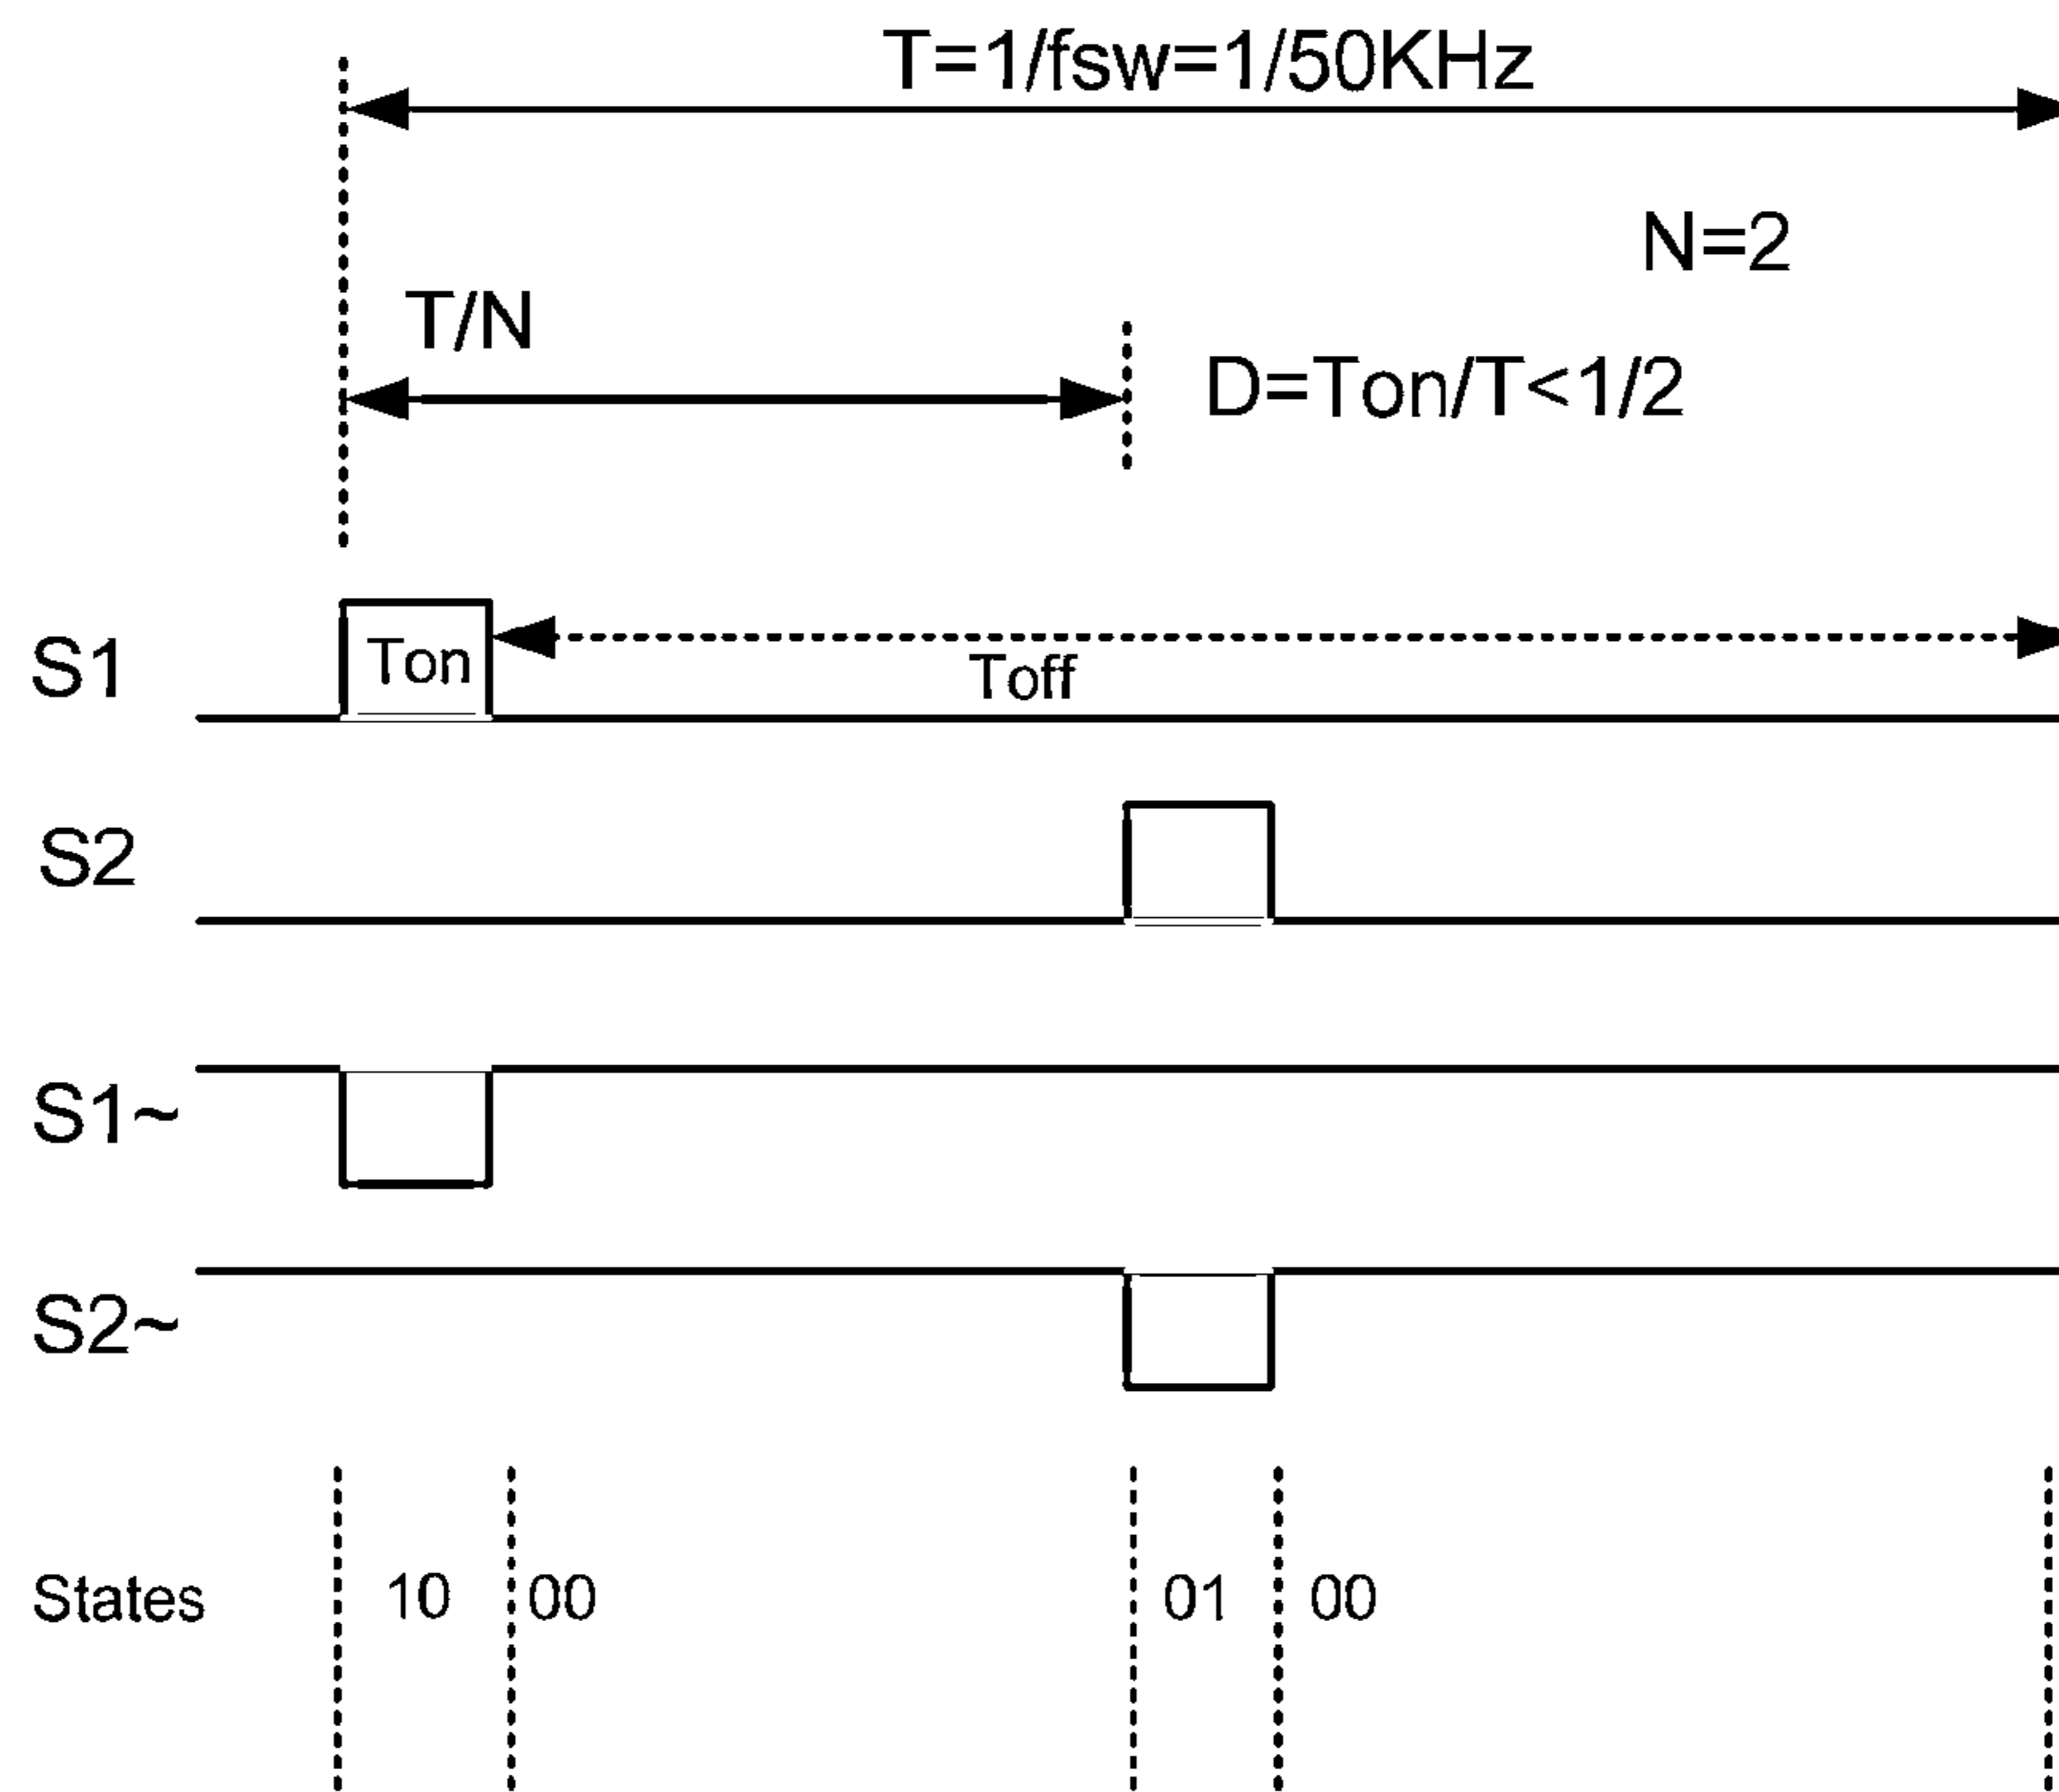 T=1/fsw=1/50KHz
N=2
T/N
D=Ton/T<1/2
S1 Ton Toff
S2
S1~
S2~
States 10 00 01 00